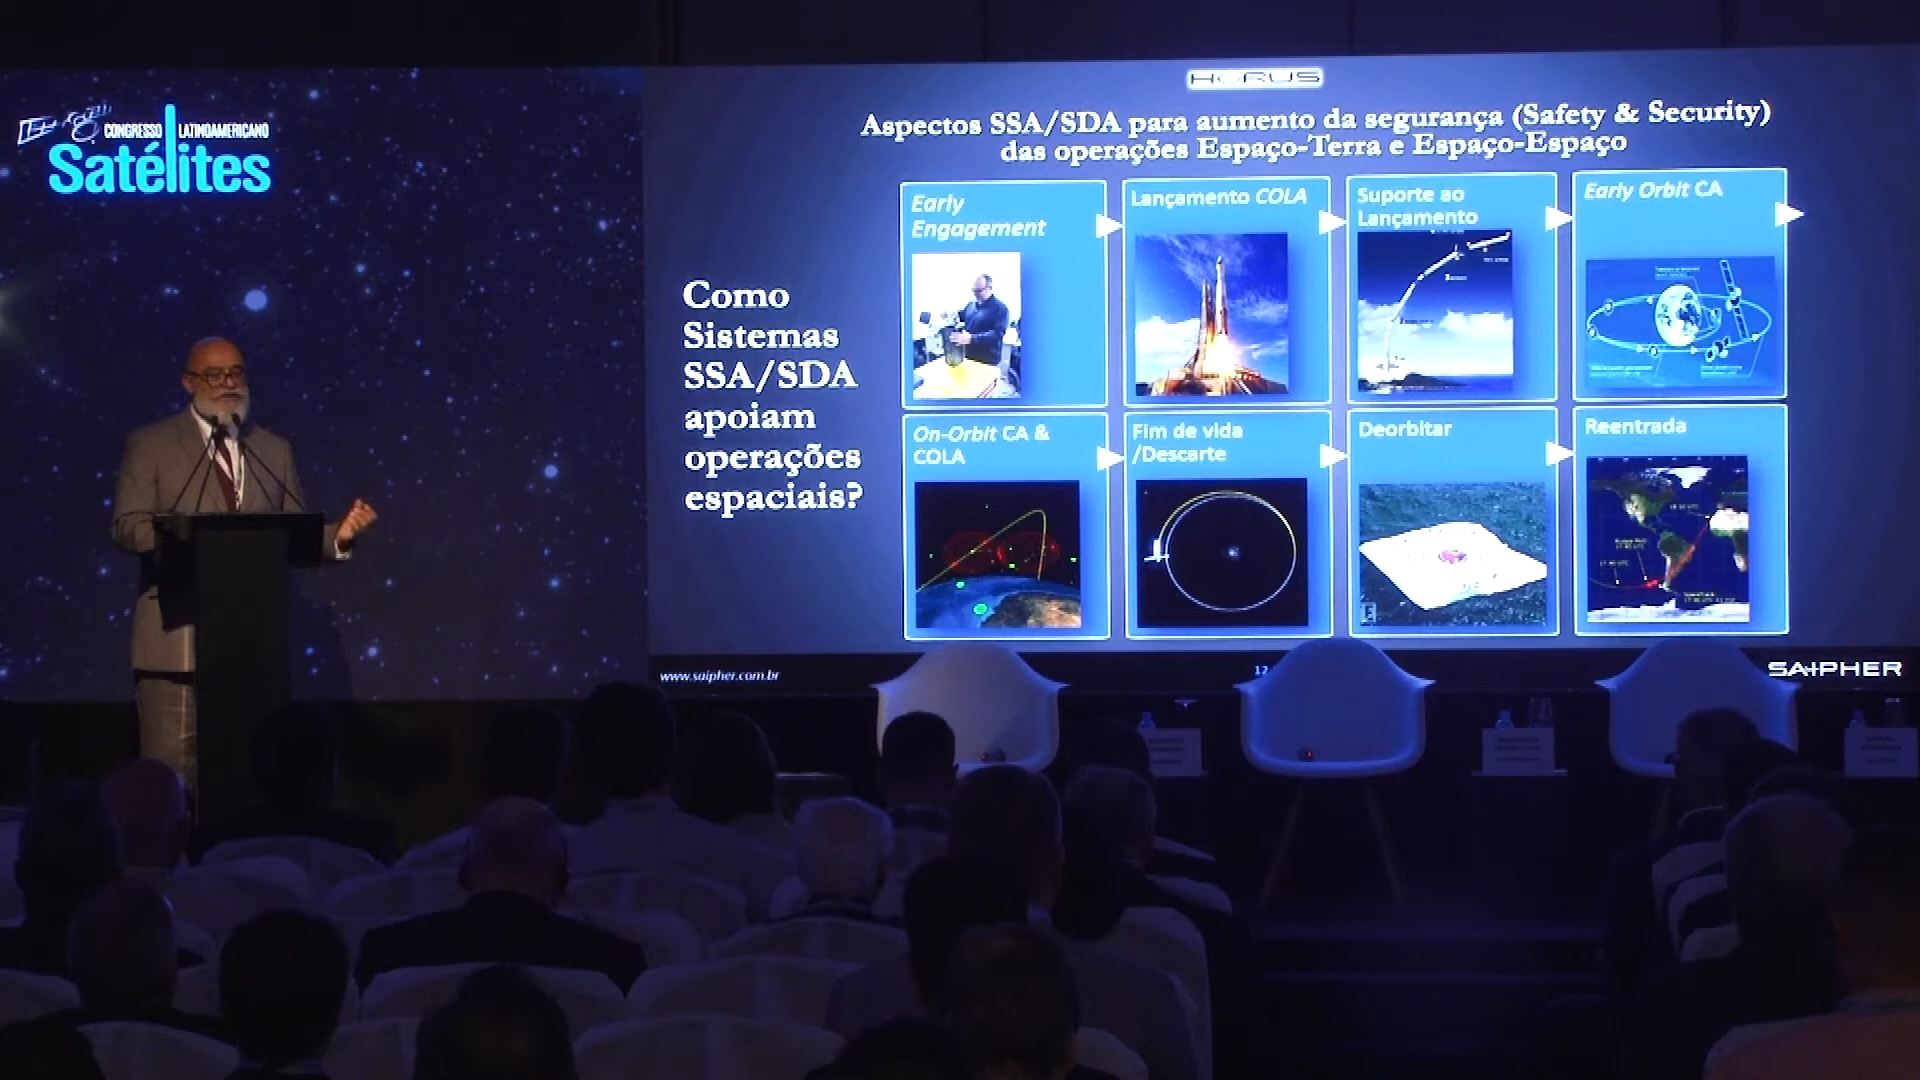 CONGRESSO LATINOAMERICANO
Satélites
HORUS
Aspectos SSA/SDA para aumento da segurança (Safety & Security)
das operações Espaço-Terra e Espaço-Espaço
Como
Sistemas
SSA/SDA
apoiam
operações
espaciais?
Early
Engagement
Lançamento COLA
Suporte ao
Lançamento
Early Orbit CA
On-Orbit CA &
COLA
Fim de vida
/Descarte
Deorbitar
Reentrada
www.saipher.com.br
12
SAIPHER